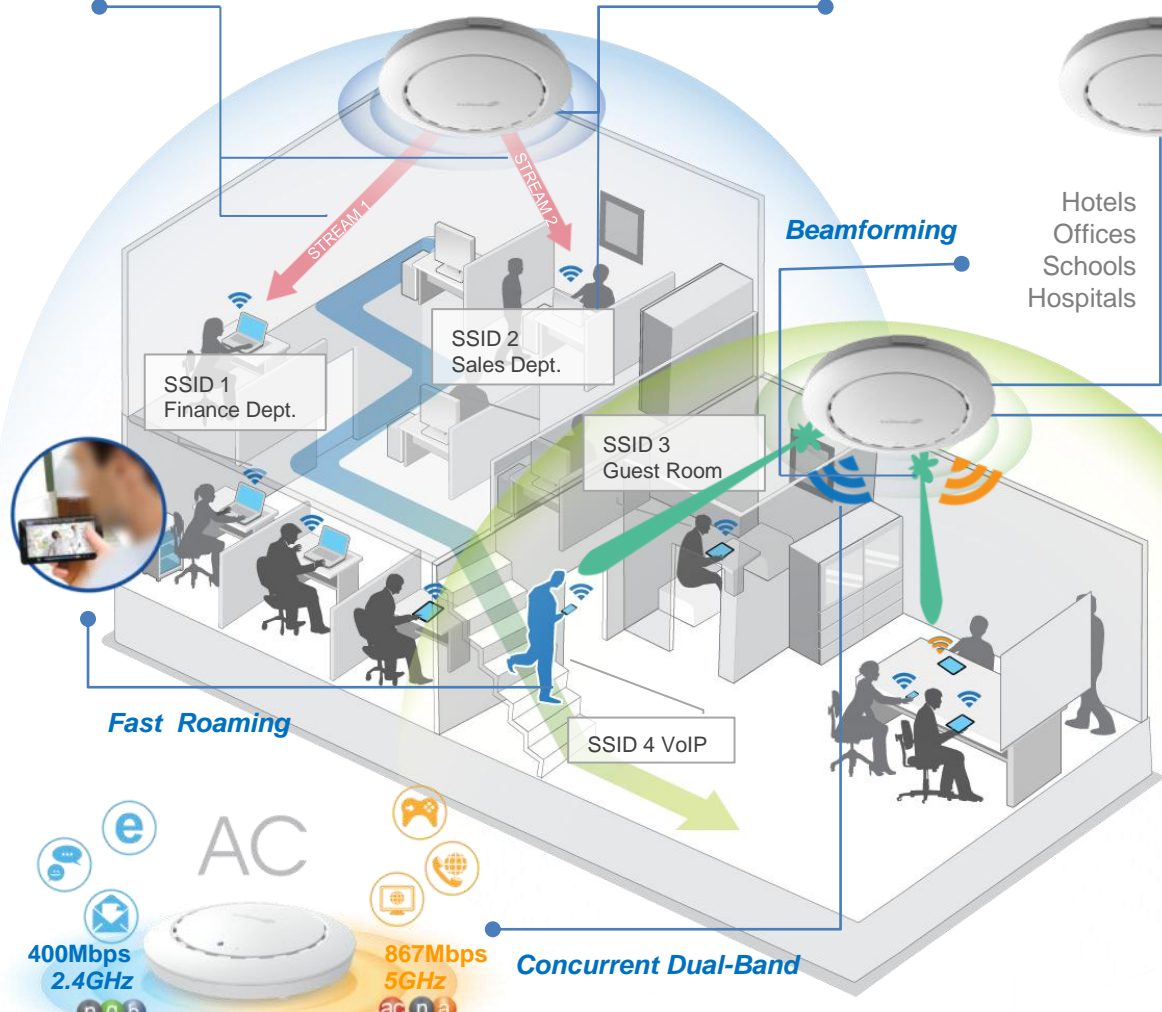 STREAM 1
STREAM 2
Beamforming
Hotels
Offices
Schools
Hospitals
SSID 1
Finance Dept.
SSID 2
Sales Dept.
SSID 3
Guest Room
Fast Roaming
SSID 4 VoIP
AC
e
400Mbps
2.4GHz
n g b
867Mbps
5GHz
ac n a
Concurrent Dual-Band